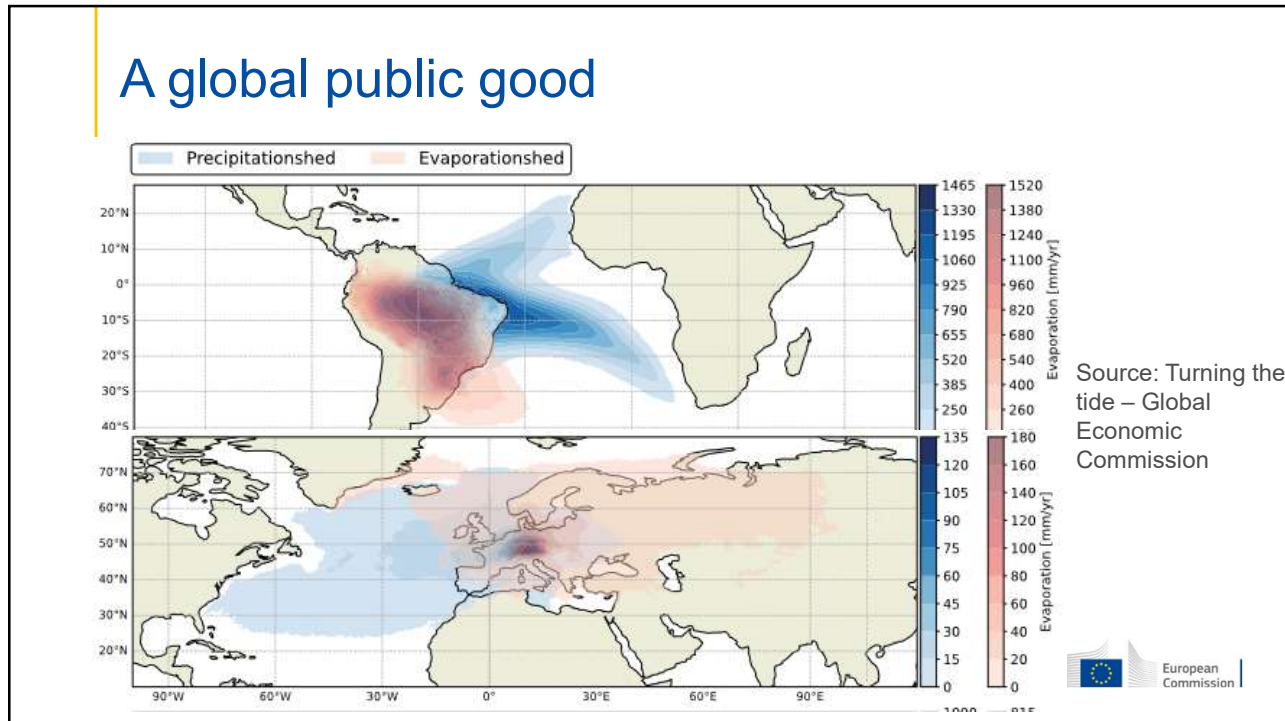 A global public good
Precipitationshed Evaporationshed
20°N
10°N
0°
10°S
20°S
30°S
40°S
1465
1330
1195
1060
925
790
655
520
385
250
1520
1380
1240
1100
960
820
680
540
400
260
Evaporation [mm/yr]
Source: Turning the
tide – Global
Economic
Commission
70°N
60°N
50°N
40°N
30°N
20°N
135
120
105
90
75
60
45
30
15
0
180
160
140
120
100
80
60
40
20
0
Evaporation [mm/yr]
90°W 60°W 30°W 0° 30°E 60°E 90°E
European
Commission